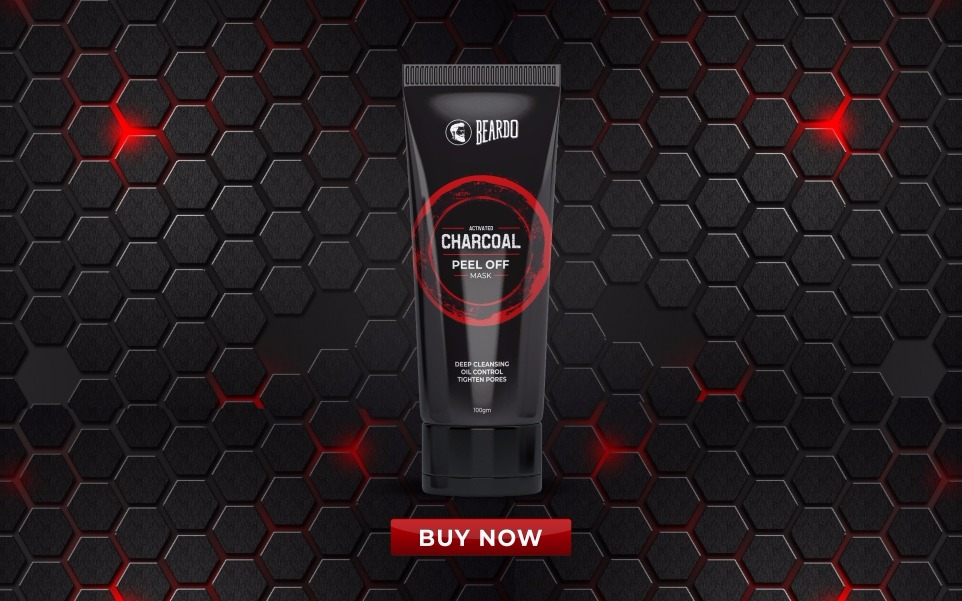 BEARDO
ACTIVATED
CHARCOAL
PEEL OFF
MASK
DEEP CLEANSING
OIL CONTROL
TIGHTEN PORES
100gm
BUY NOW